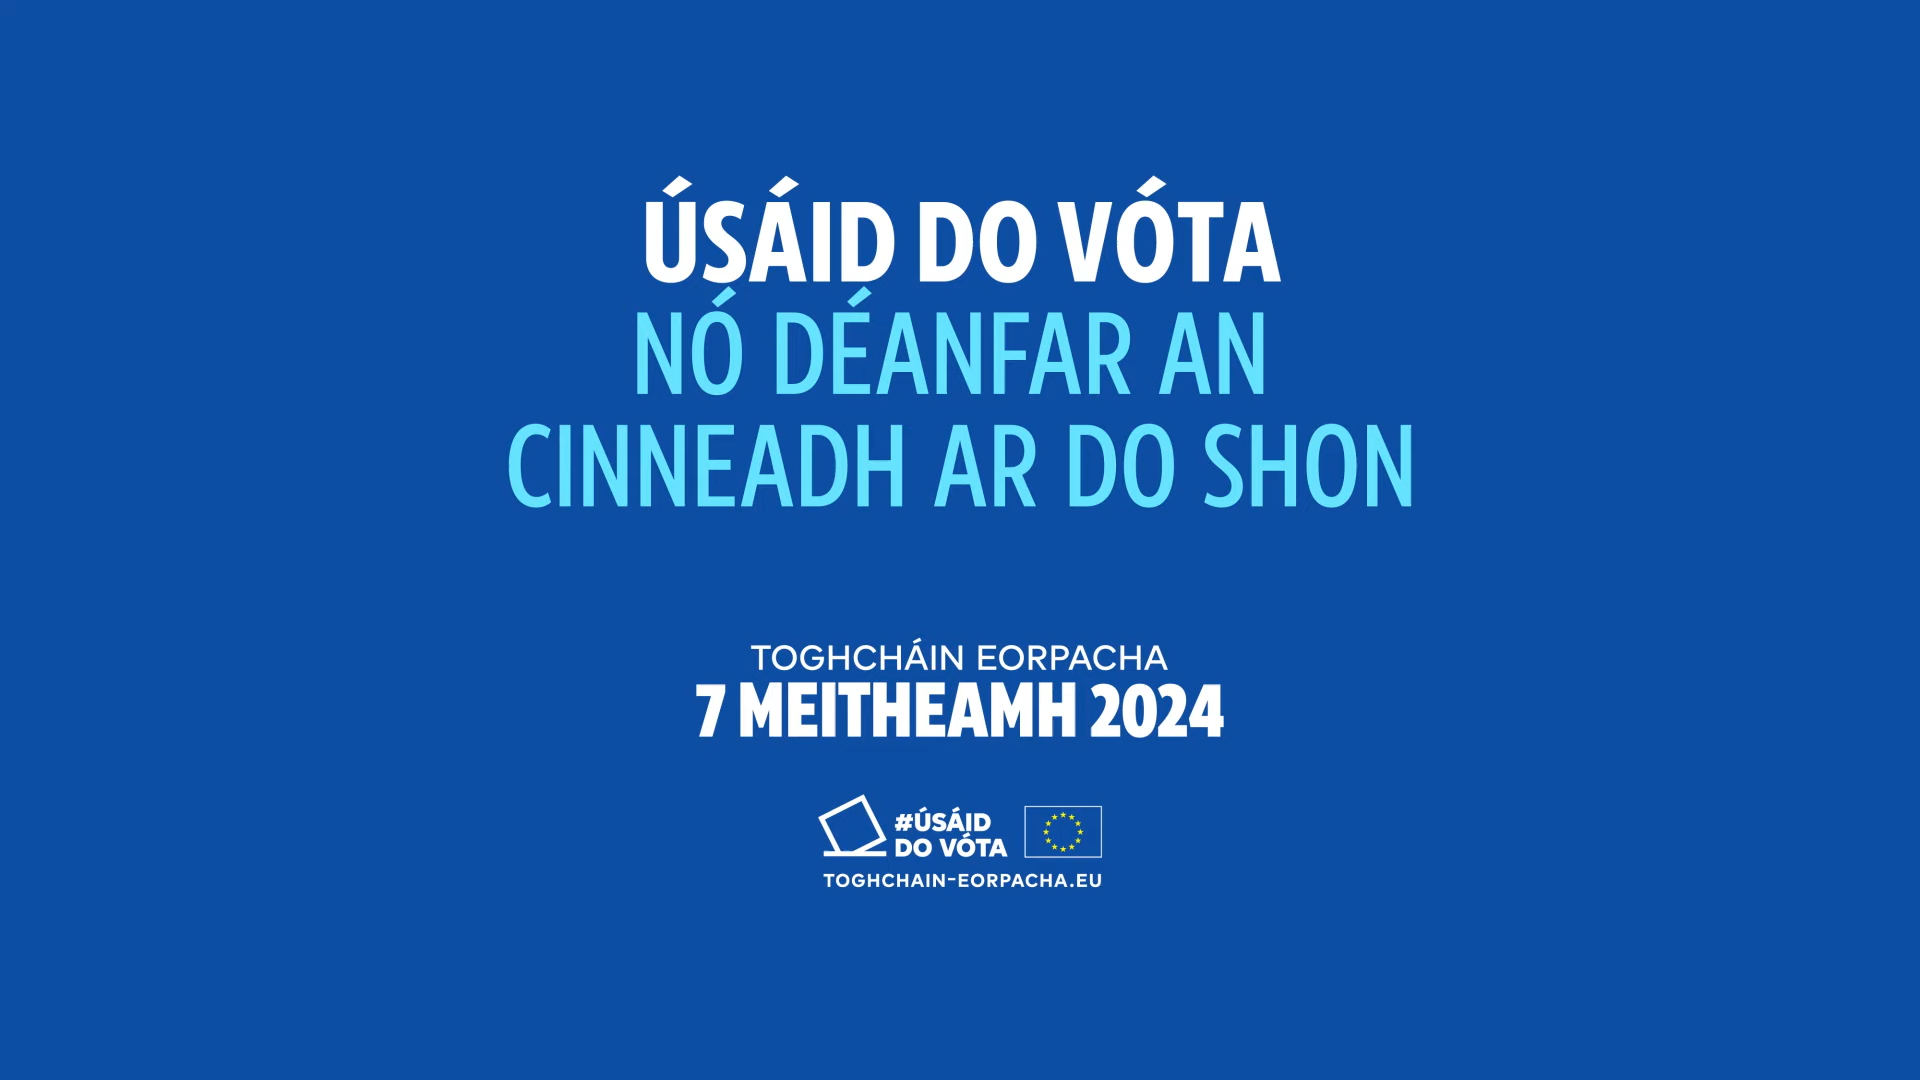 ÚSÁID DO VÓTA
NÓ DÉANFAR AN
CINNEADH AR DO SHON
TOGHCHÁIN EORPACHA
7 MEITHEAMH 2024
#ÚSÁID
DO VÓTA
TOGHCHAIN-EORPACHA.EU